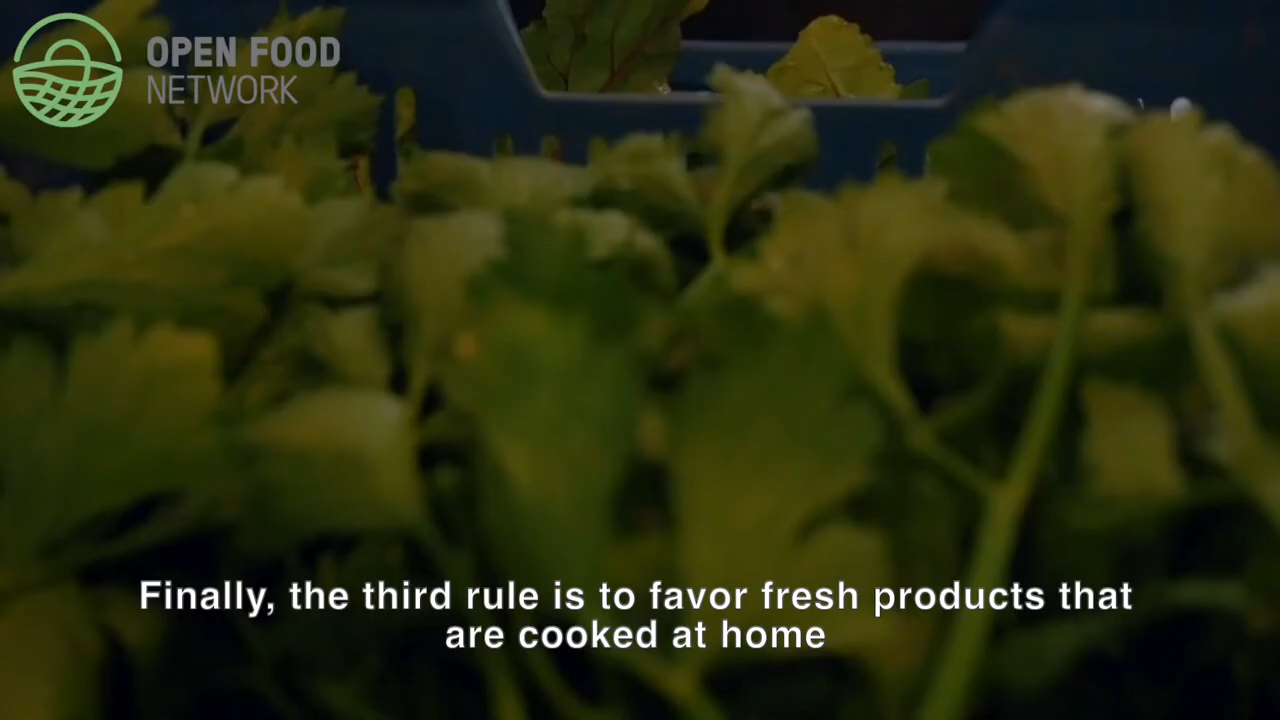 OPEN FOOD
NETWORK
Finally, the third rule is to favor fresh products that
are cooked at home